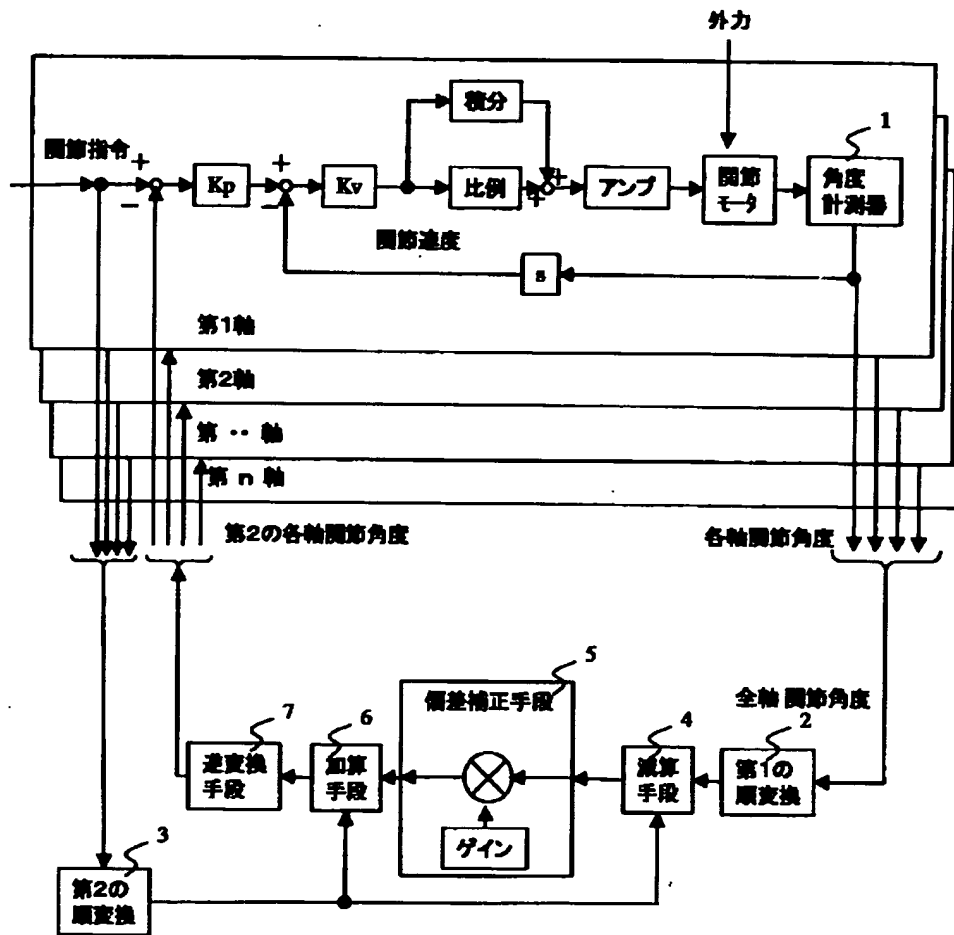 外力
積分
1
関節指令
+
−
Kp
+
−
Kv
比例
+
+
アンプ
関節
モータ
角度
計測器
関節速度
s
第1軸
第2軸
第 ‥ 軸
第 n 軸
第2の各軸関節角度
各軸関節角度
5
偏差補正手段
全軸 関節角度
7
6
4
2
逆変換
手段
加算
手段
減算
手段
第1の
順変換
ゲイン
3
第2の
順変換